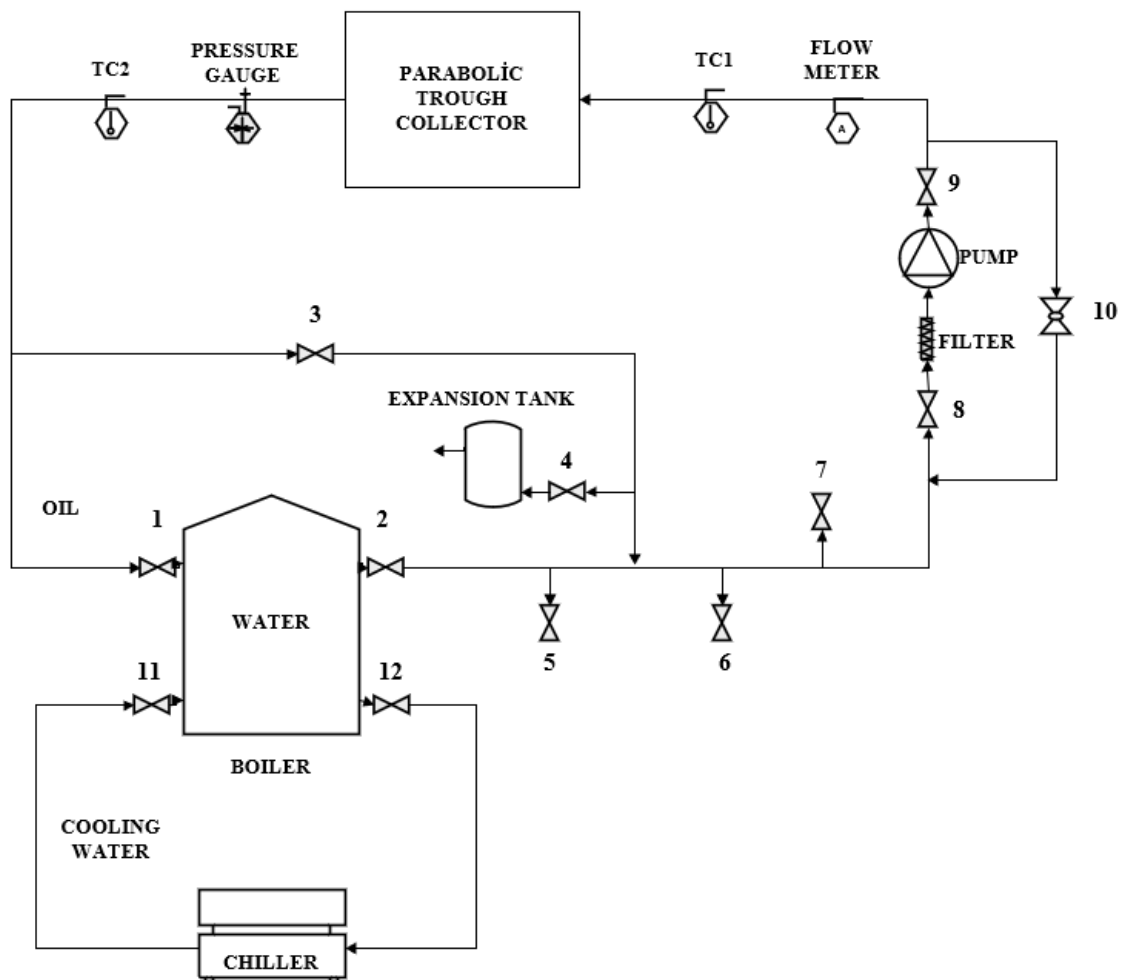 TC2
PRESSURE
GAUGE
PARABOLİC
TROUGH
COLLECTOR
TC1
FLOW
METER
A
9
PUMP
10
3
FILTER
EXPANSION TANK
8
4
7
OIL
1
2
WATER
5
6
11
12
BOILER
COOLING
WATER
CHILLER